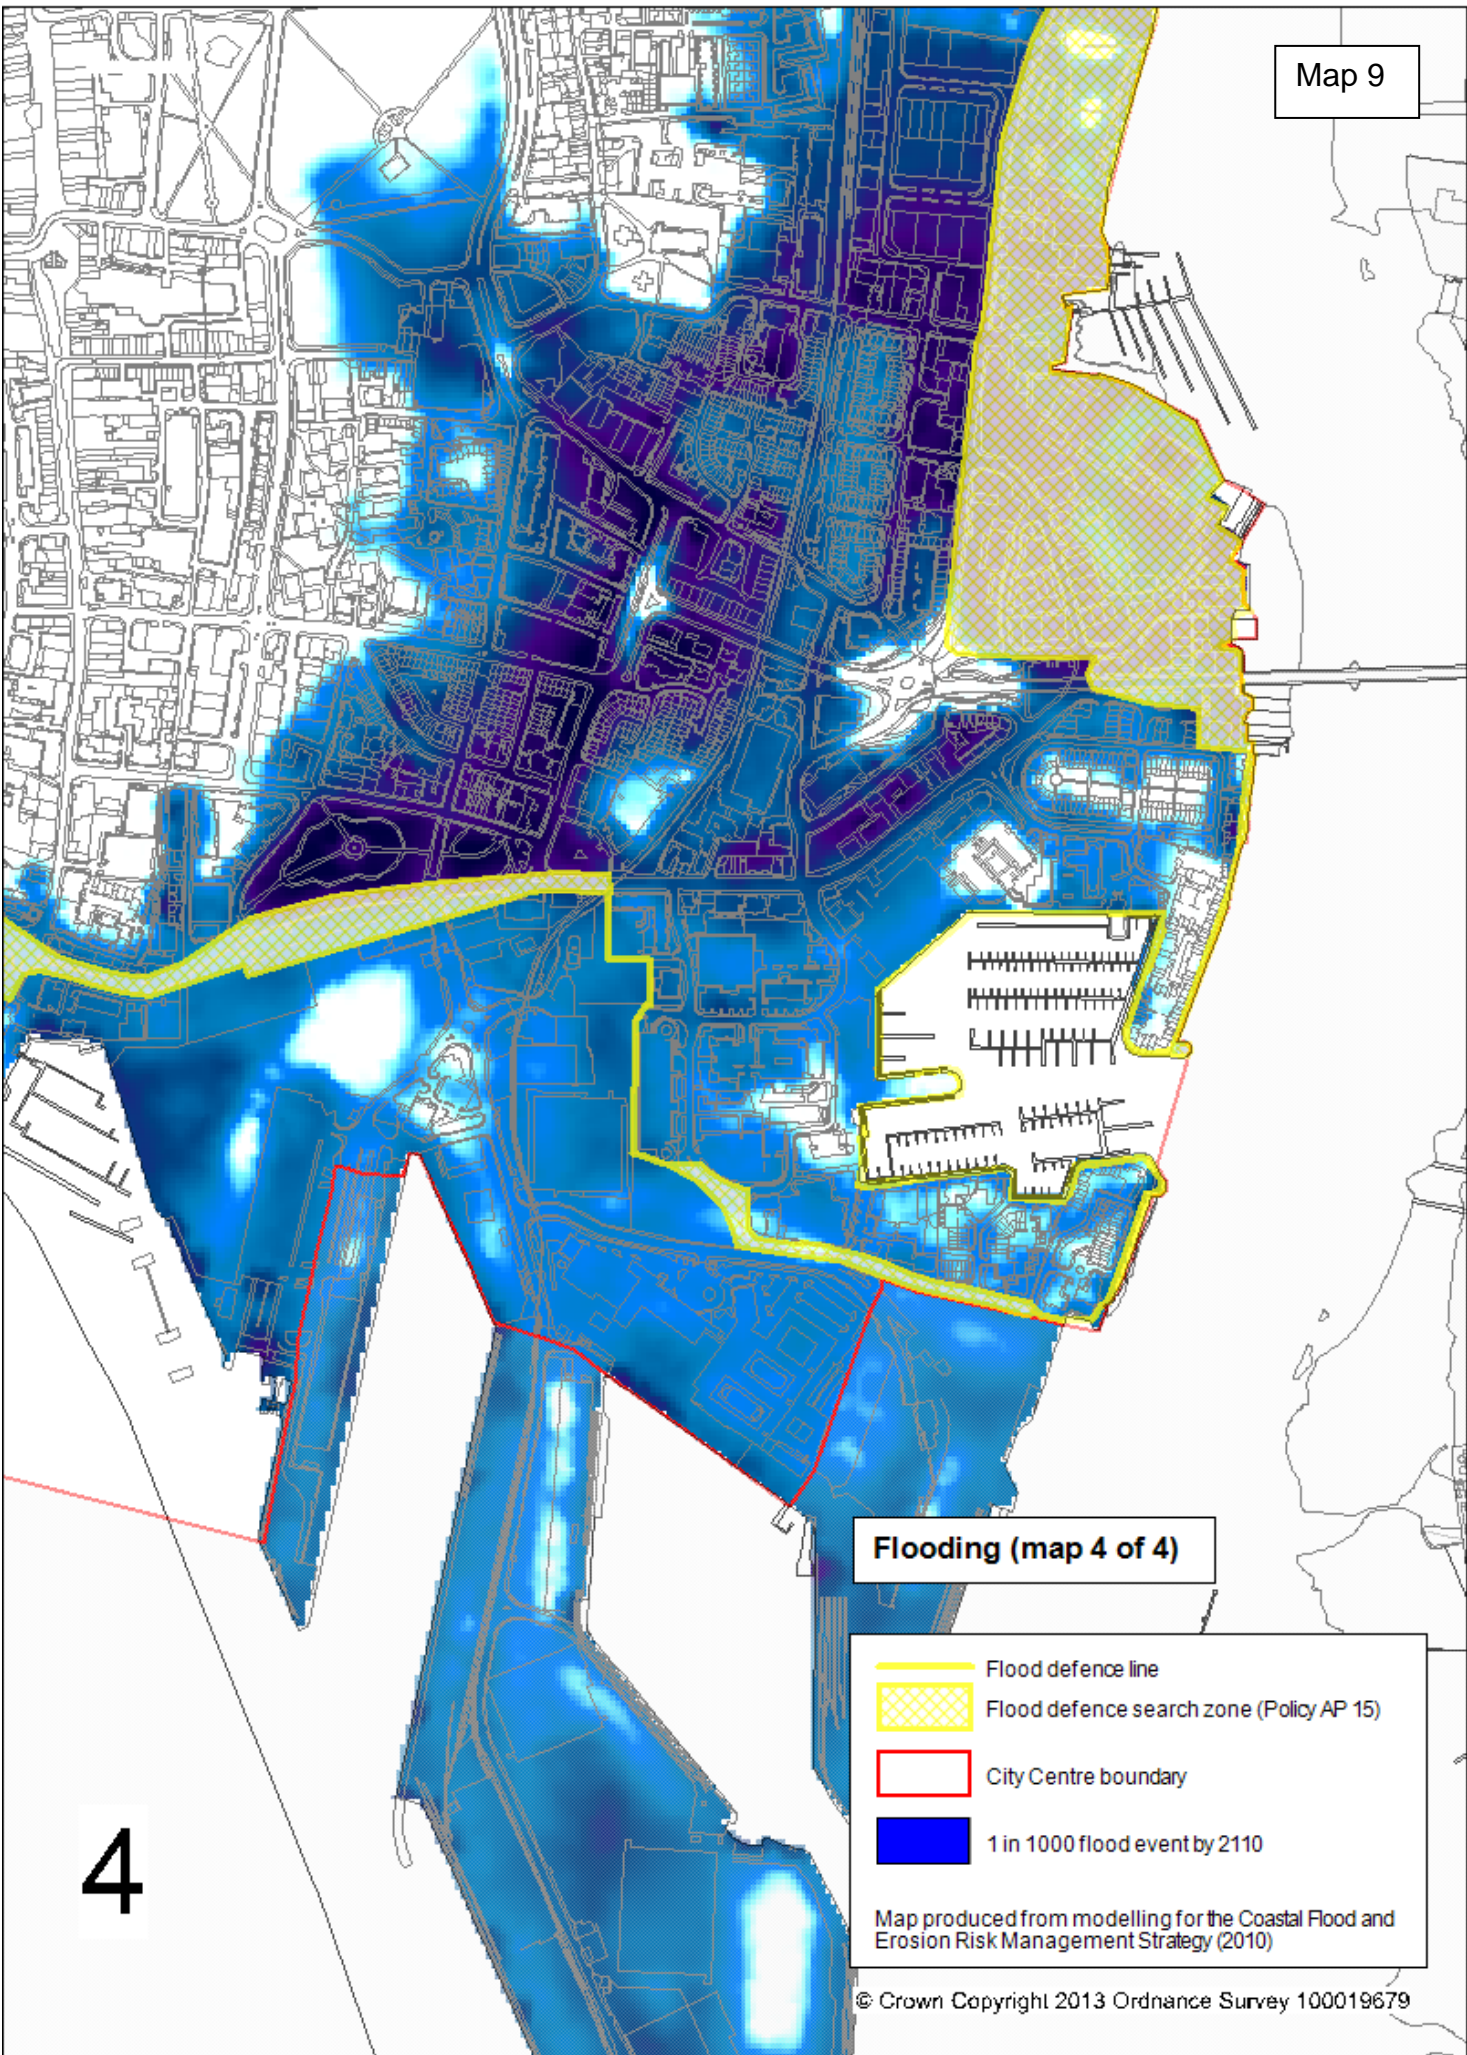 Map 9
Flooding (map 4 of 4)
Flood defence line
Flood defence search zone (Policy AP 15)
City Centre boundary
1 in 1000 flood event by 2110
Map produced from modelling for the Coastal Flood and
Erosion Risk Management Strategy (2010)
4
© Crown Copyright 2013 Ordnance Survey 100019679